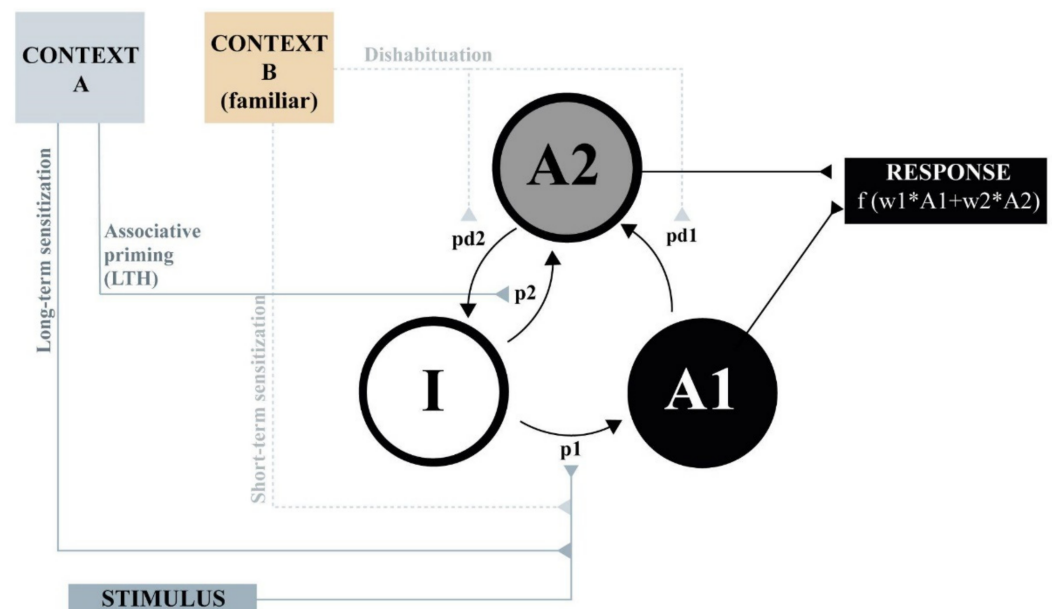 CONTEXT
A
CONTEXT
B
(familiar)
Dishabituation
A2
RESPONSE
f (w1*A1+w2*A2)
Long-term sensitization
Associative
priming
(LTH)
pd2
pd1
p2
Short-term sensitization
I
A1
p1
STIMULUS